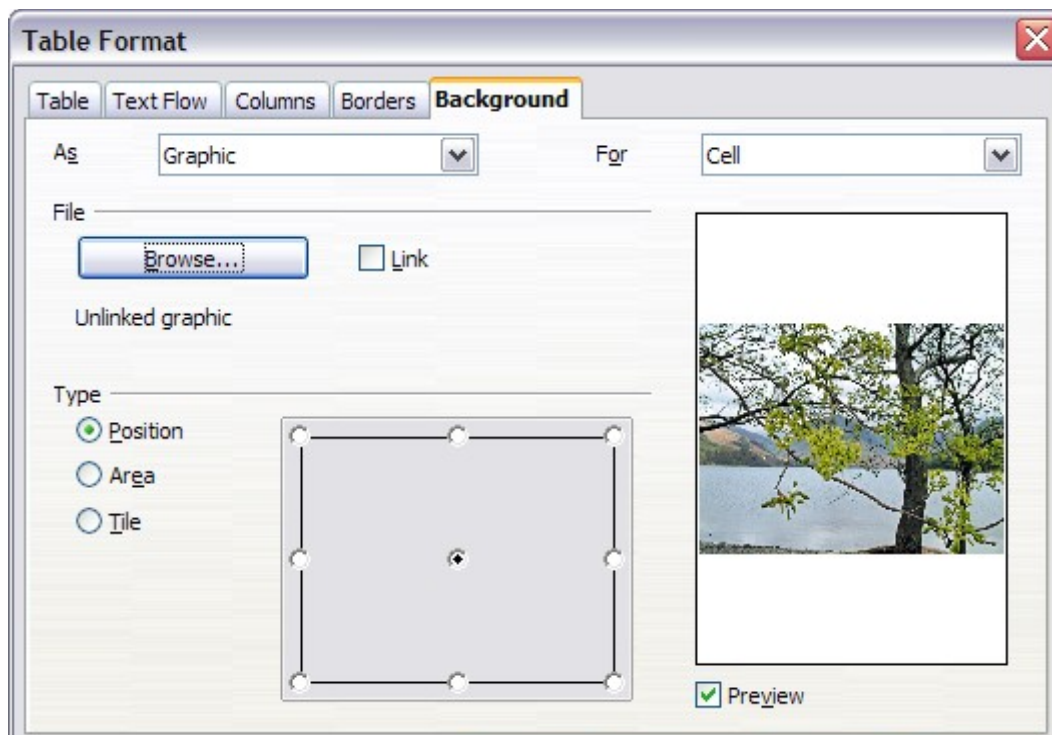 Table Format
Table Text Flow Columns Borders Background
As Graphic For Cell
File
Browse... Link
Unlinked graphic
Type
Position
Area
Tile
Preview